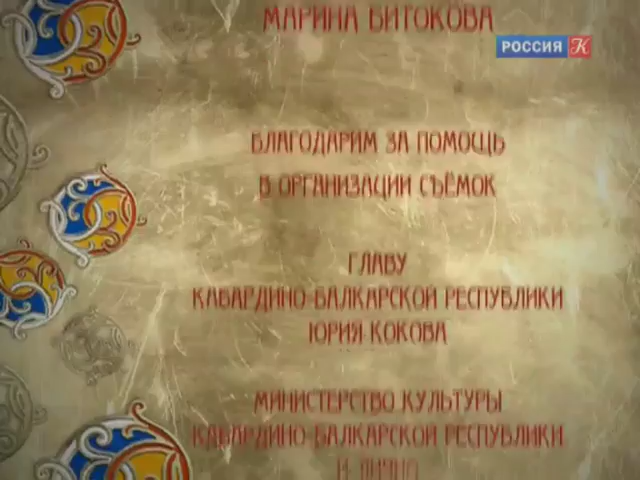 МАРИНА БИТОКОВА
РОССИЯ К
БЛАГОДАРИМ ЗА ПОМОЩЬ
В ОРГАНИЗАЦИИ СЪЁМОК
ГЛАВУ
КАБАРДИНО-БАЛКАРСКОЙ РЕСПУБЛИКИ
ЮРИЯ КОКОВА
МИНИСТЕРСТВО КУЛЬТУРЫ
КАБАРДИНО-БАЛКАРСКОЙ РЕСПУБЛИКИ
И ЛИЧНО